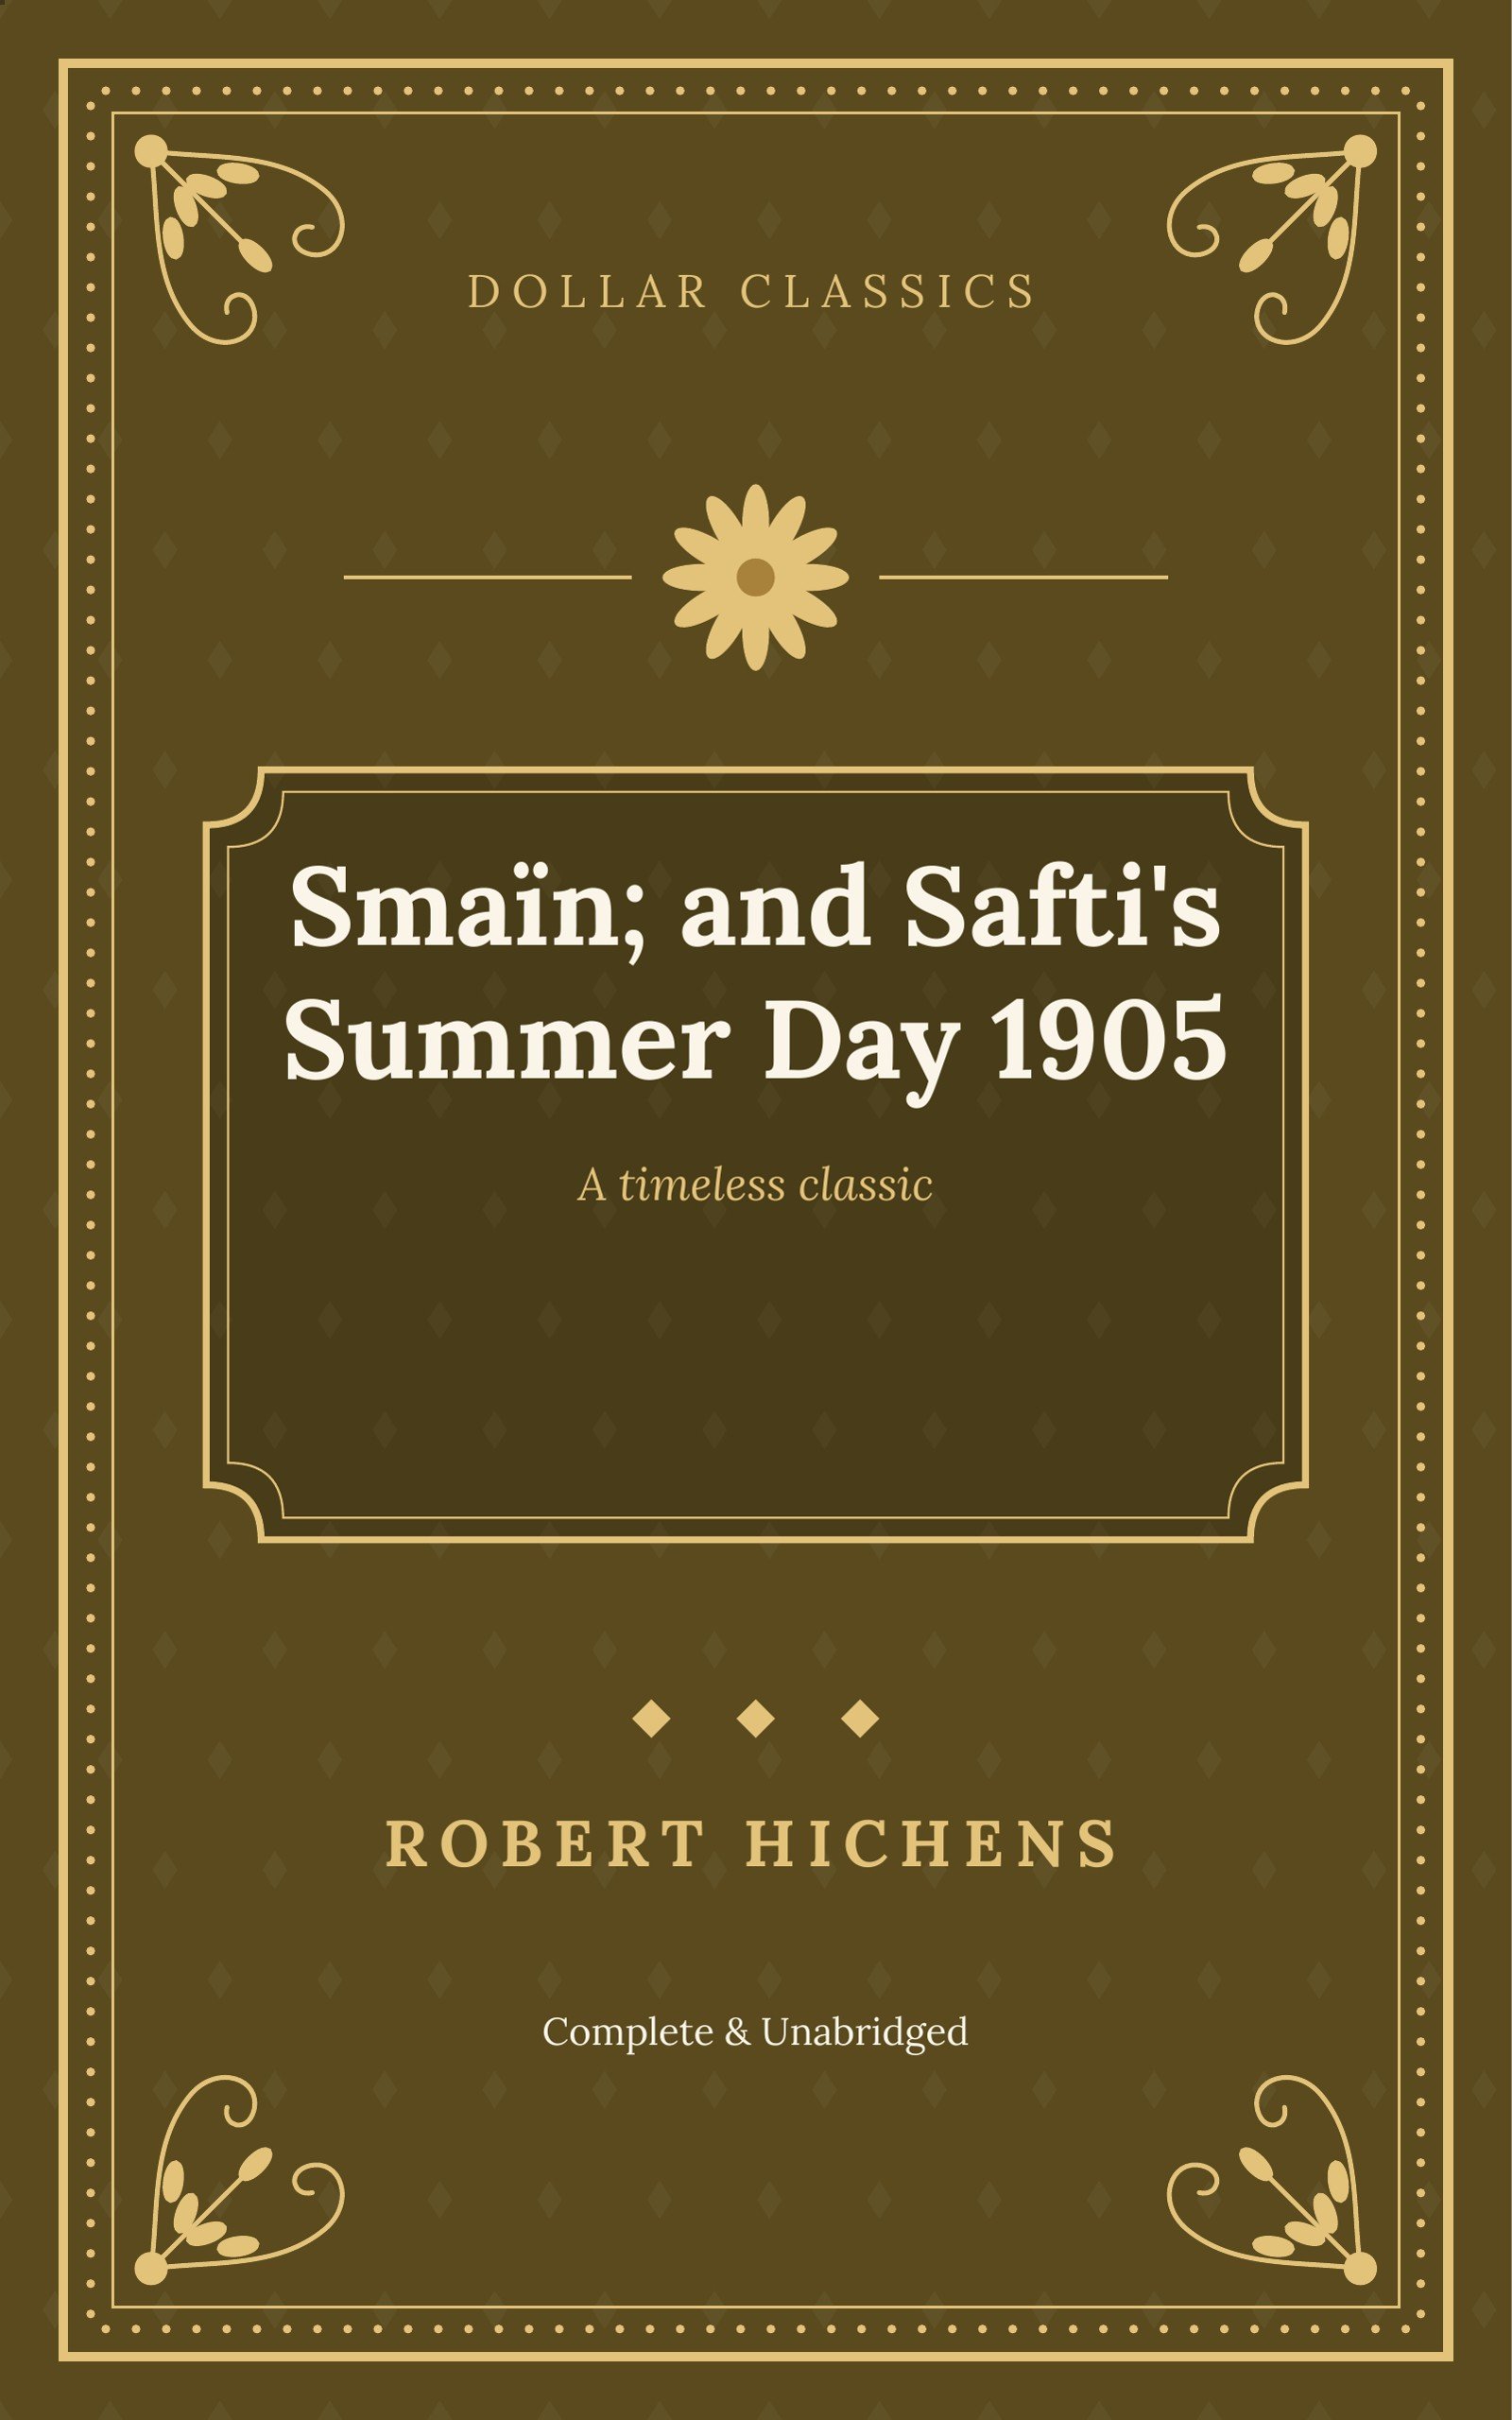 DOLLAR CLASSICS
Smaïn; and Safti's
Summer Day 1905
A timeless classic
ROBERT HICHENS
Complete & Unabridged